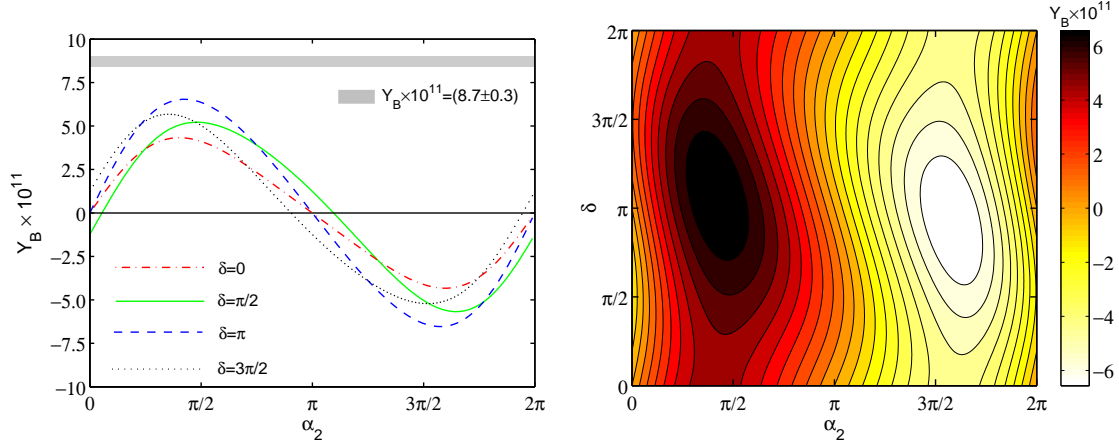 10
7.5
5.0
2.5
0
−2.5
−5.0
−7.5
−10
Y_B × 10^11
Y_B×10^11=(8.7±0.3)
δ=0
δ=π/2
δ=π
δ=3π/2
0 π/2 π 3π/2 2π
α_2
2π
3π/2
π
π/2
0
δ
0 π/2 π 3π/2 2π
α_2
Y_B×10^11
6
4
2
0
−2
−4
−6